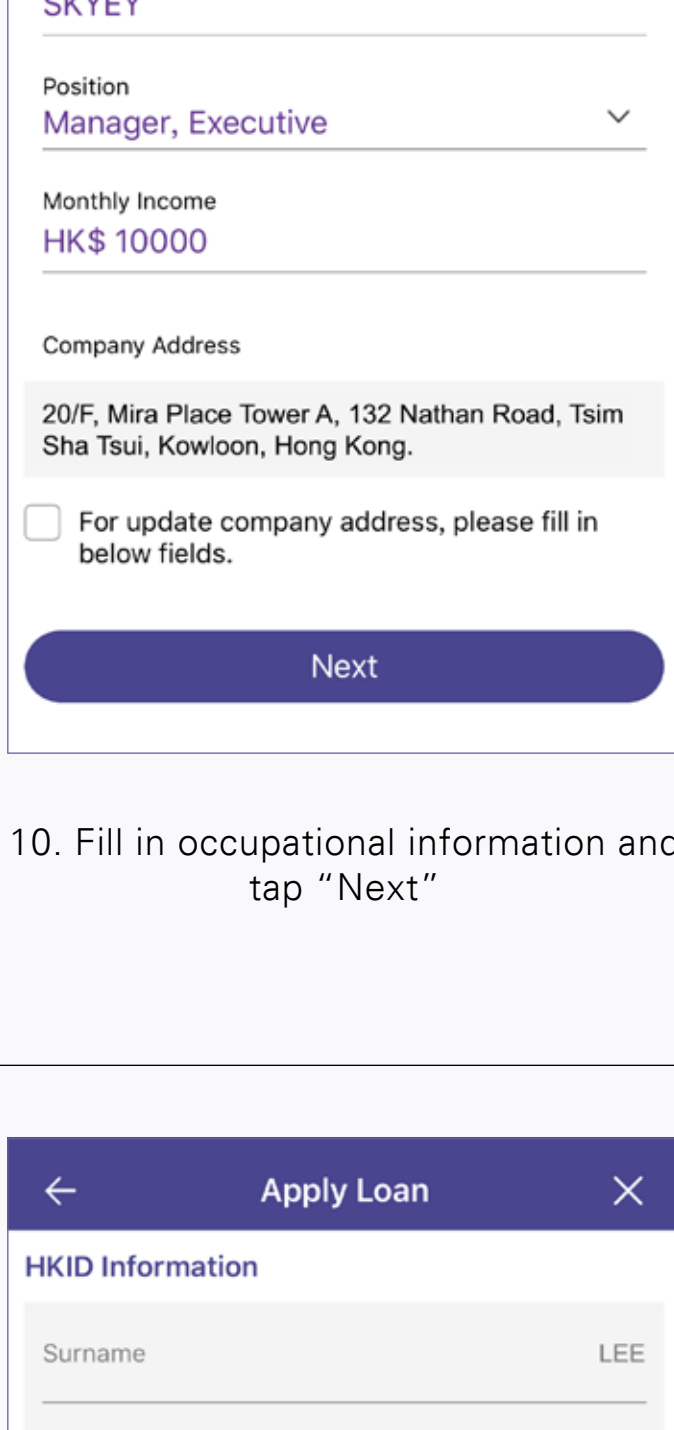 SKYEY
Position
Manager, Executive
Monthly Income
HK$ 10000
Company Address
20/F, Mira Place Tower A, 132 Nathan Road, Tsim
Sha Tsui, Kowloon, Hong Kong.
For update company address, please fill in
below fields.
Next
10. Fill in occupational information and
tap “Next”
Apply Loan
HKID Information
Surname LEE